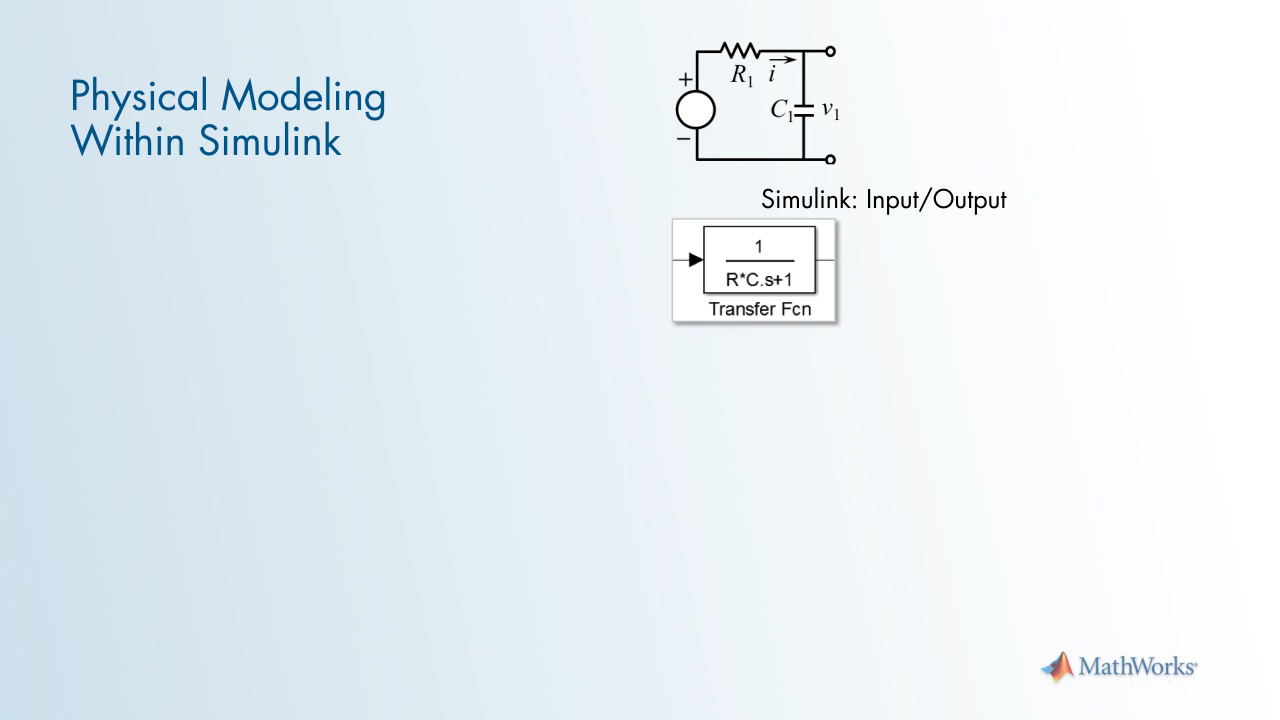 Physical Modeling
Within Simulink
+
R1 i
C1 v1
−
Simulink: Input/Output
1
R*C.s+1
Transfer Fcn
MathWorks®